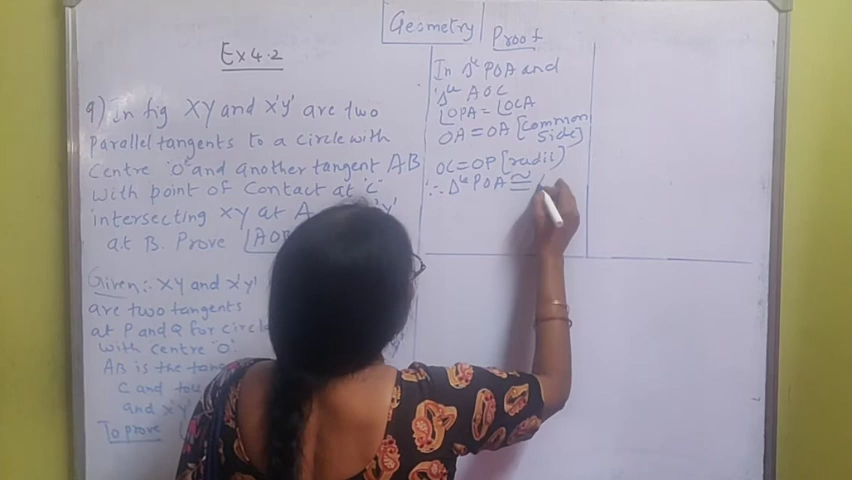 Geometry
Ex 4.2
9) In fig XY and X'Y' are two
Parallel tangents to a circle with
Centre 'O' and another tangent AB
with point of Contact at 'C'
intersecting XY at A
at B. Prove
Given:- XY and X'Y'
are two tangents
at P and Q for circle
with centre 'O'.
AB is the
C and
and XY
To prove
Proof
In Δle POA and
Δle AOC
∠OPA = ∠OCA
OA = OA [Common
Side]
OC = OP [radii]
∴ Δle POA ≅